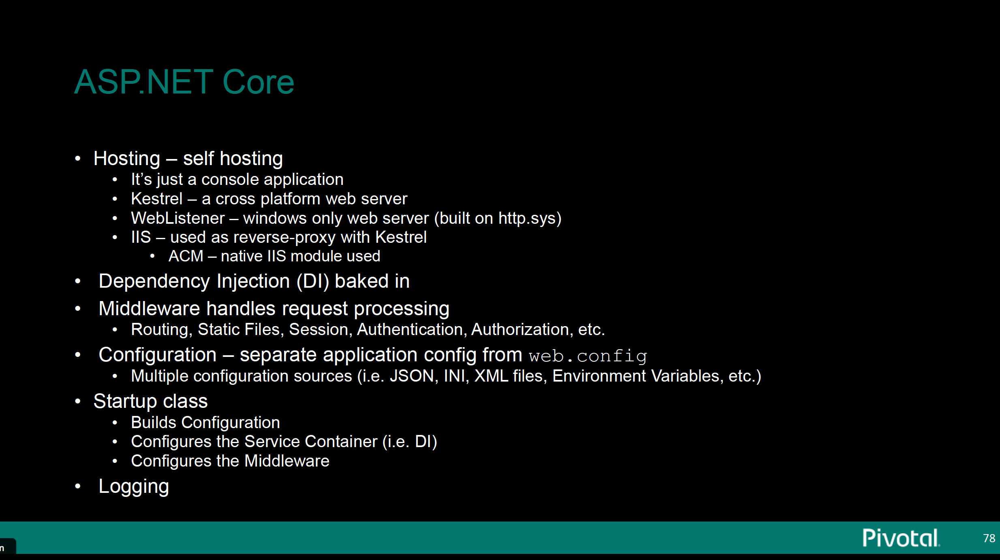 ASP.NET Core
• Hosting – self hosting
• It’s just a console application
• Kestrel – a cross platform web server
• WebListener – windows only web server (built on http.sys)
• IIS – used as reverse-proxy with Kestrel
• ACM – native IIS module used
• Dependency Injection (DI) baked in
• Middleware handles request processing
• Routing, Static Files, Session, Authentication, Authorization, etc.
• Configuration – separate application config from web.config
• Multiple configuration sources (i.e. JSON, INI, XML files, Environment Variables, etc.)
• Startup class
• Builds Configuration
• Configures the Service Container (i.e. DI)
• Configures the Middleware
• Logging
Pivotal
78